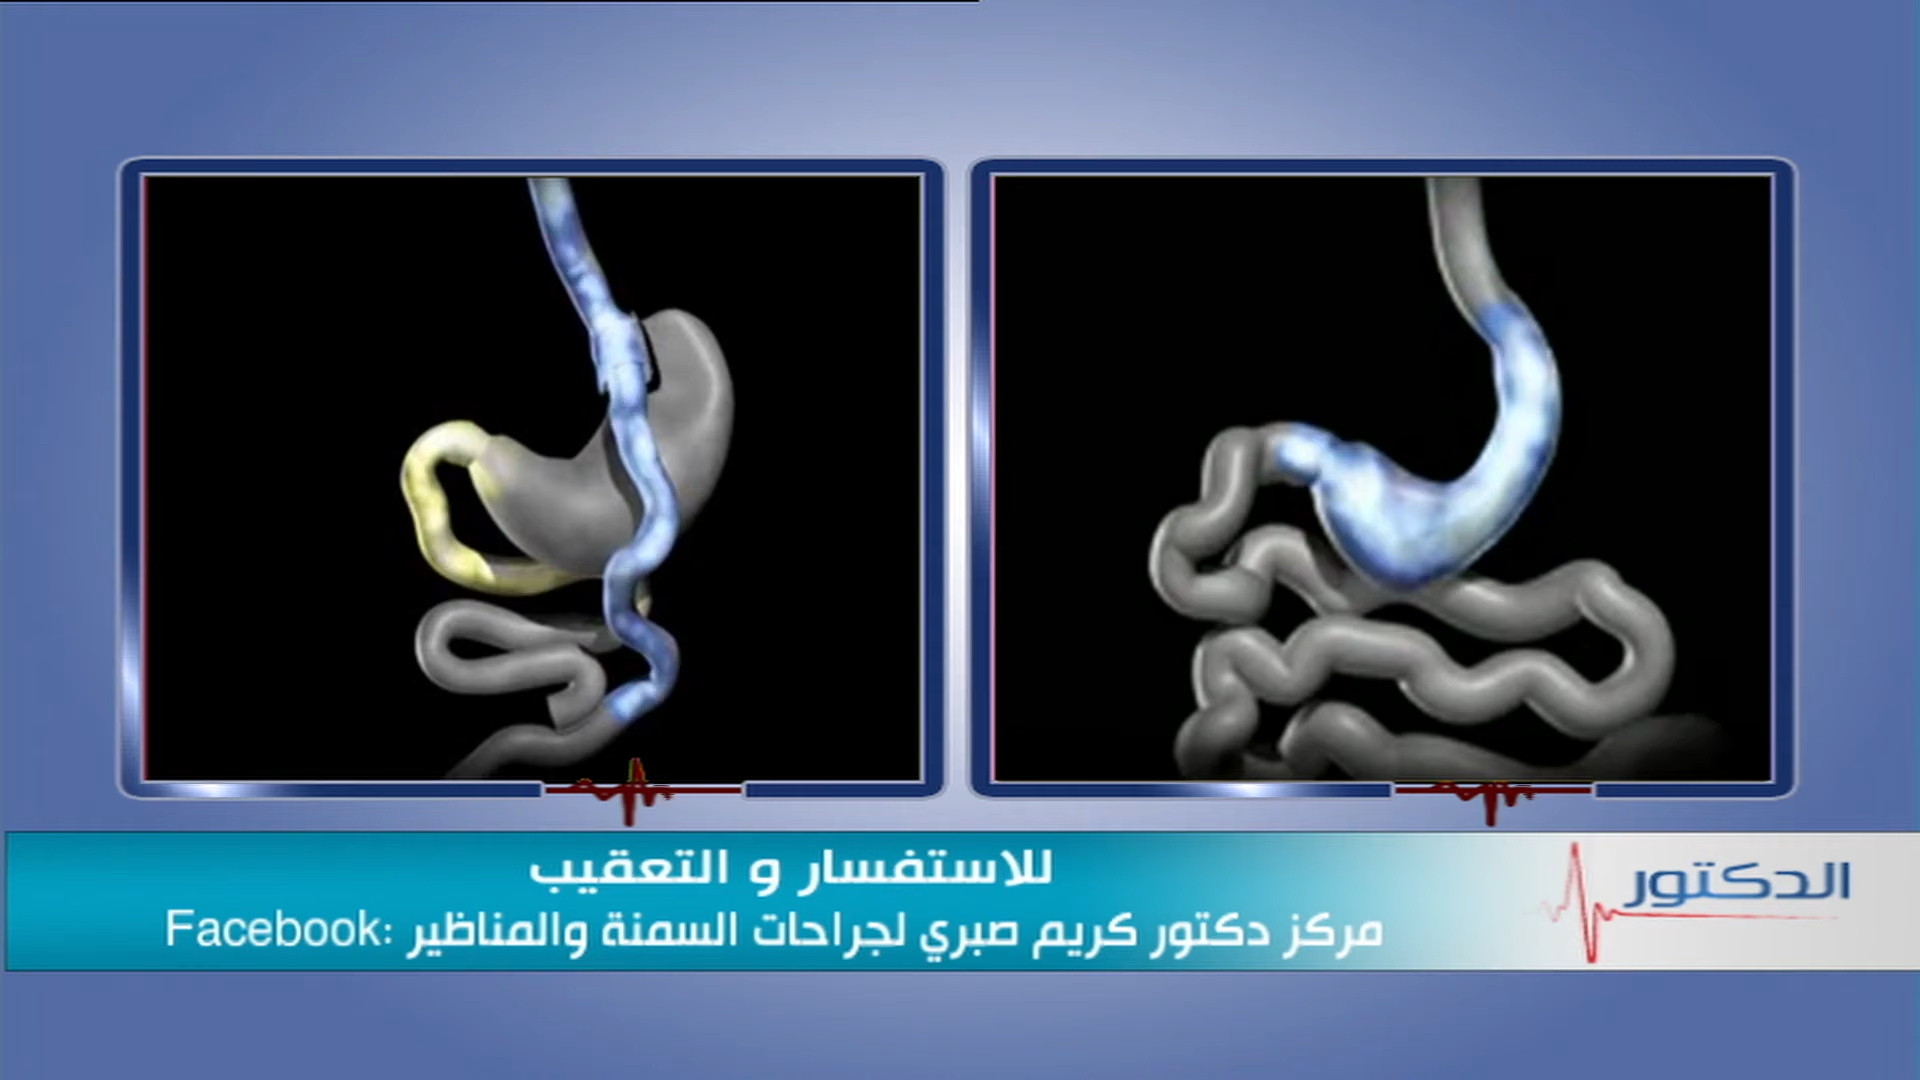 للاستفسار و التعقيب
مركز دكتور كريم صبري لجراحات السمنة والمناظير :Facebook
الدكتور